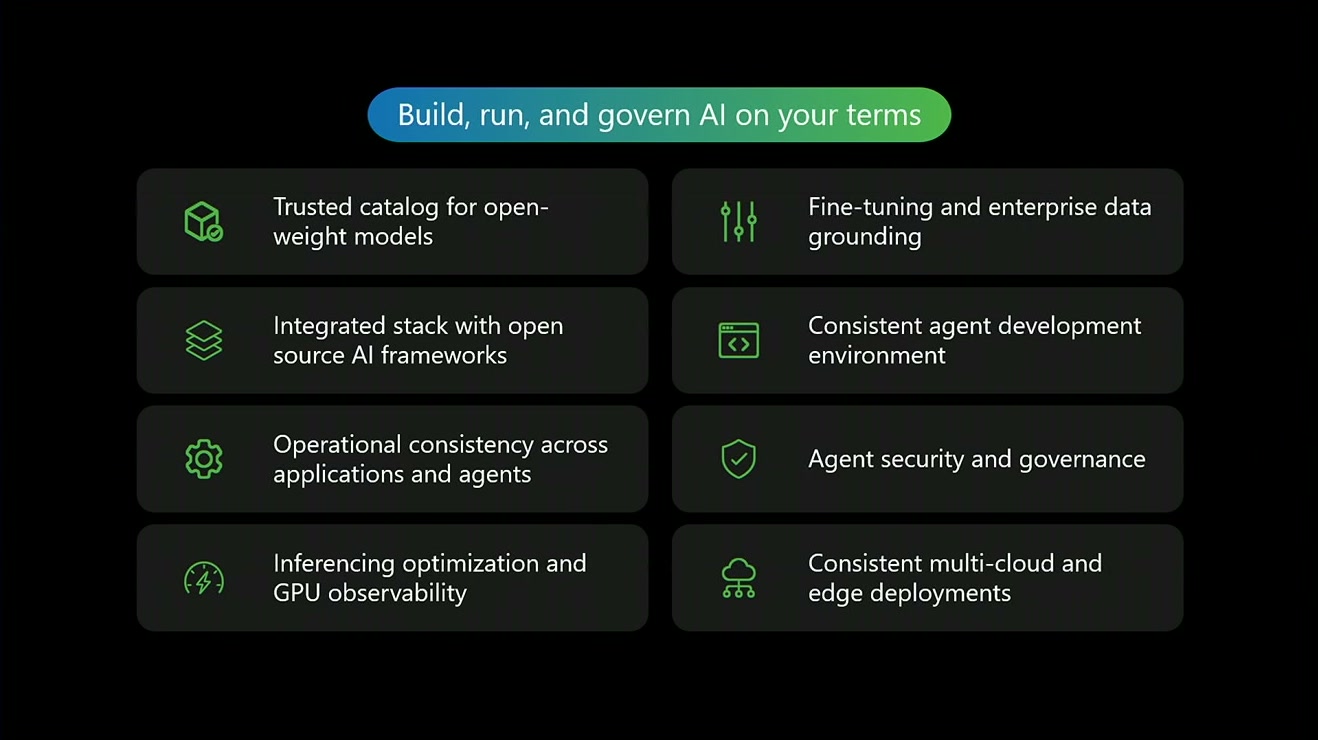 Build, run, and govern AI on your terms
Trusted catalog for open-
weight models
Fine-tuning and enterprise data
grounding
Integrated stack with open
source AI frameworks
Consistent agent development
environment
Operational consistency across
applications and agents
Agent security and governance
Inferencing optimization and
GPU observability
Consistent multi-cloud and
edge deployments